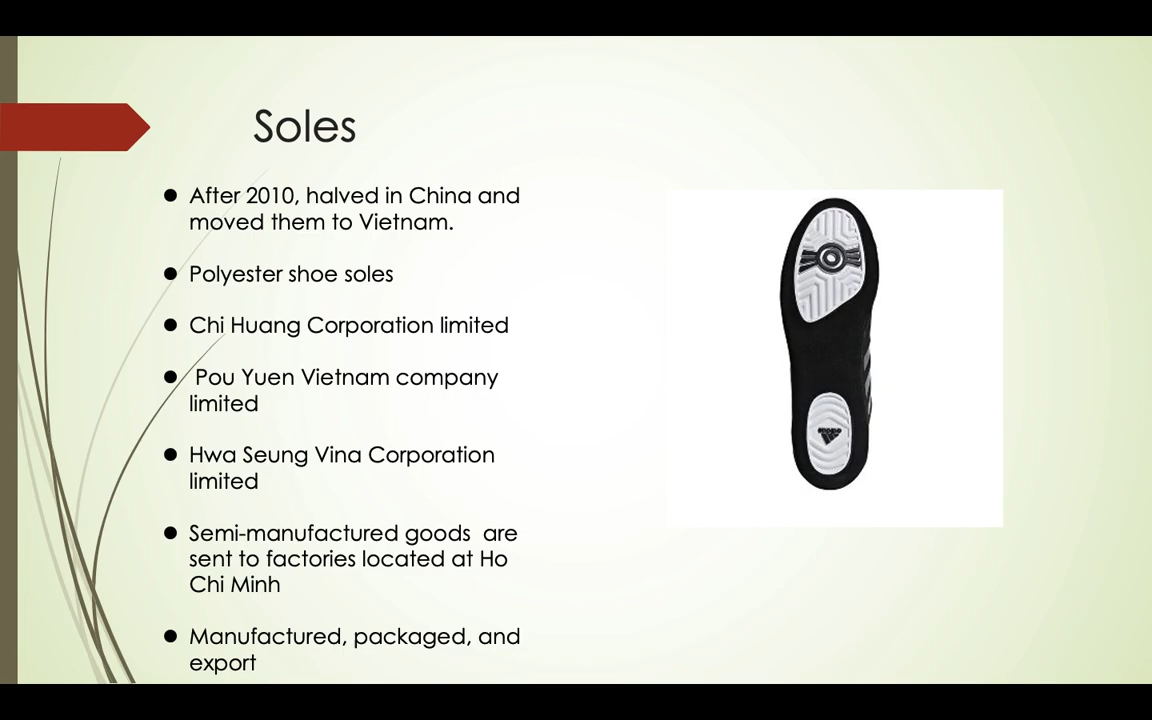 Soles
After 2010, halved in China and
moved them to Vietnam.
Polyester shoe soles
Chi Huang Corporation limited
Pou Yuen Vietnam company
limited
Hwa Seung Vina Corporation
limited
Semi-manufactured goods  are
sent to factories located at Ho
Chi Minh
Manufactured, packaged, and
export